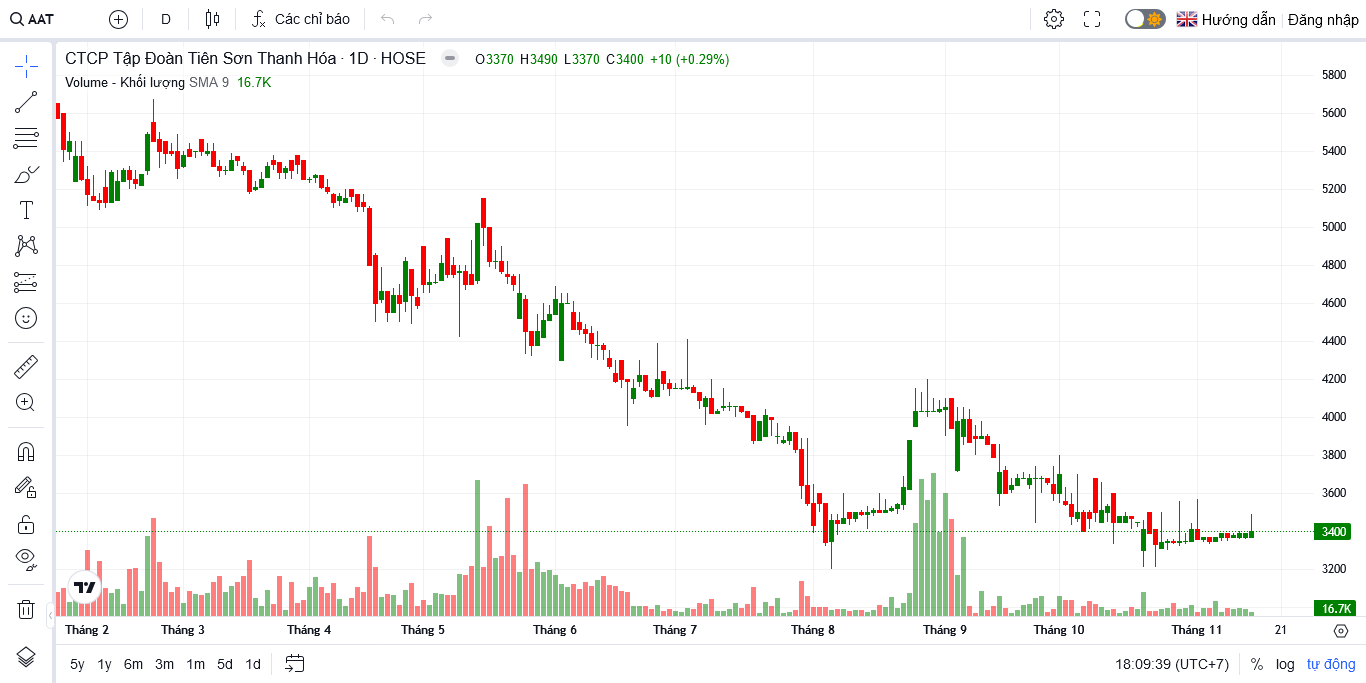 AAT D Các chỉ báo Hướng dẫn Đăng nhập
CTCP Tập Đoàn Tiên Sơn Thanh Hóa · 1D · HOSE O3370 H3490 L3370 C3400 +10 (+0.29%)
Volume - Khối lượng SMA 9 16.7K
5800
5600
5400
5200
5000
4800
4600
4400
4200
4000
3800
3600
3400
3200
16.7K
Tháng 2 Tháng 3 Tháng 4 Tháng 5 Tháng 6 Tháng 7 Tháng 8 Tháng 9 Tháng 10 Tháng 11 21
5y 1y 6m 3m 1m 5d 1d 18:09:39 (UTC+7) % log tự động